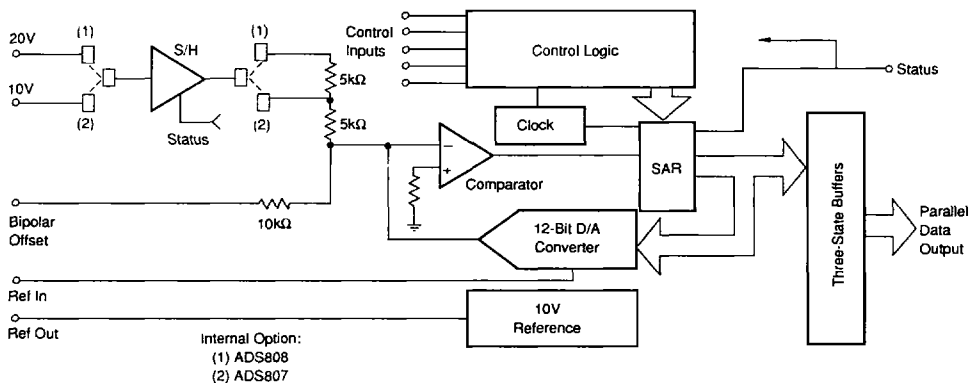 20V
(1)
S/H
(1)
10V
(2)
Status
(2)
5kΩ
5kΩ
Control
Inputs
Control Logic
Clock
SAR
Status
−
+
Comparator
Bipolar
Offset
10kΩ
12-Bit D/A
Converter
Three-State Buffers
Parallel
Data
Output
Ref In
Ref Out
10V
Reference
Internal Option:
(1) ADS808
(2) ADS807